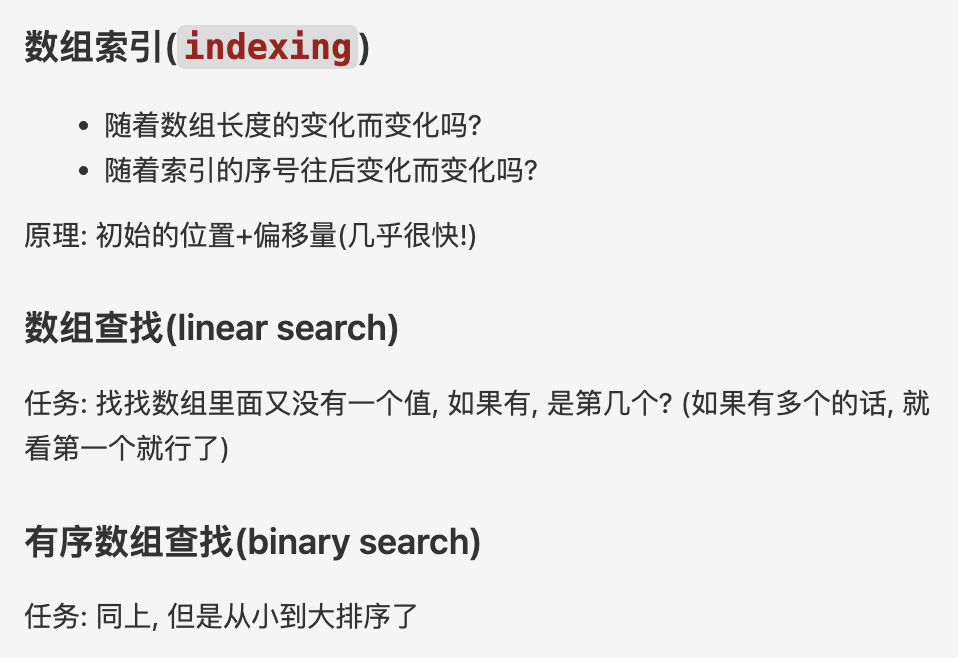 数组索引(indexing)
• 随着数组长度的变化而变化吗?
• 随着索引的序号往后变化而变化吗?
原理: 初始的位置+偏移量(几乎很快!)
数组查找(linear search)
任务: 找找数组里面又没有一个值, 如果有, 是第几个? (如果有多个的话, 就
看第一个就行了)
有序数组查找(binary search)
任务: 同上, 但是从小到大排序了